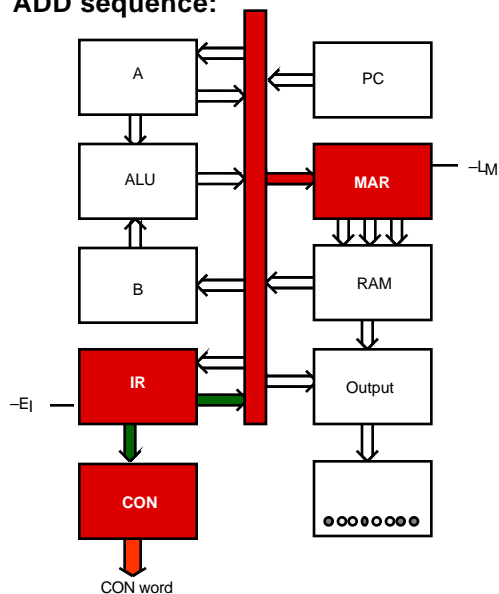 ADD sequence:
A
PC
ALU
MAR
–LM
B
RAM
IR
Output
–EI
CON
CON word